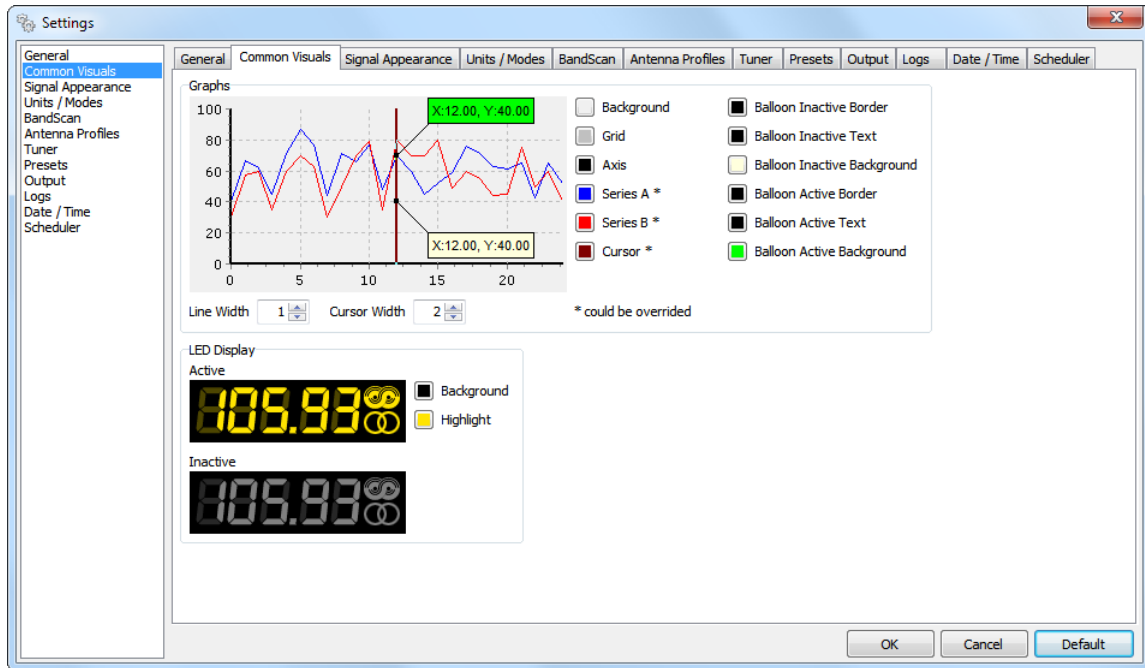 Settings
General
Common Visuals
Signal Appearance
Units / Modes
BandScan
Antenna Profiles
Tuner
Presets
Output
Logs
Date / Time
Scheduler
General Common Visuals Signal Appearance Units / Modes BandScan Antenna Profiles Tuner Presets Output Logs Date / Time Scheduler
Graphs
100
80
60
40
20
0
0 5 10 15 20
X:12.00, Y:40.00
X:12.00, Y:40.00
Background
Grid
Axis
Series A *
Series B *
Cursor *
Balloon Inactive Border
Balloon Inactive Text
Balloon Inactive Background
Balloon Active Border
Balloon Active Text
Balloon Active Background
Line Width 1 Cursor Width 2 * could be overrided
LED Display
Active
105.93
Background
Highlight
Inactive
105.93
OK Cancel Default